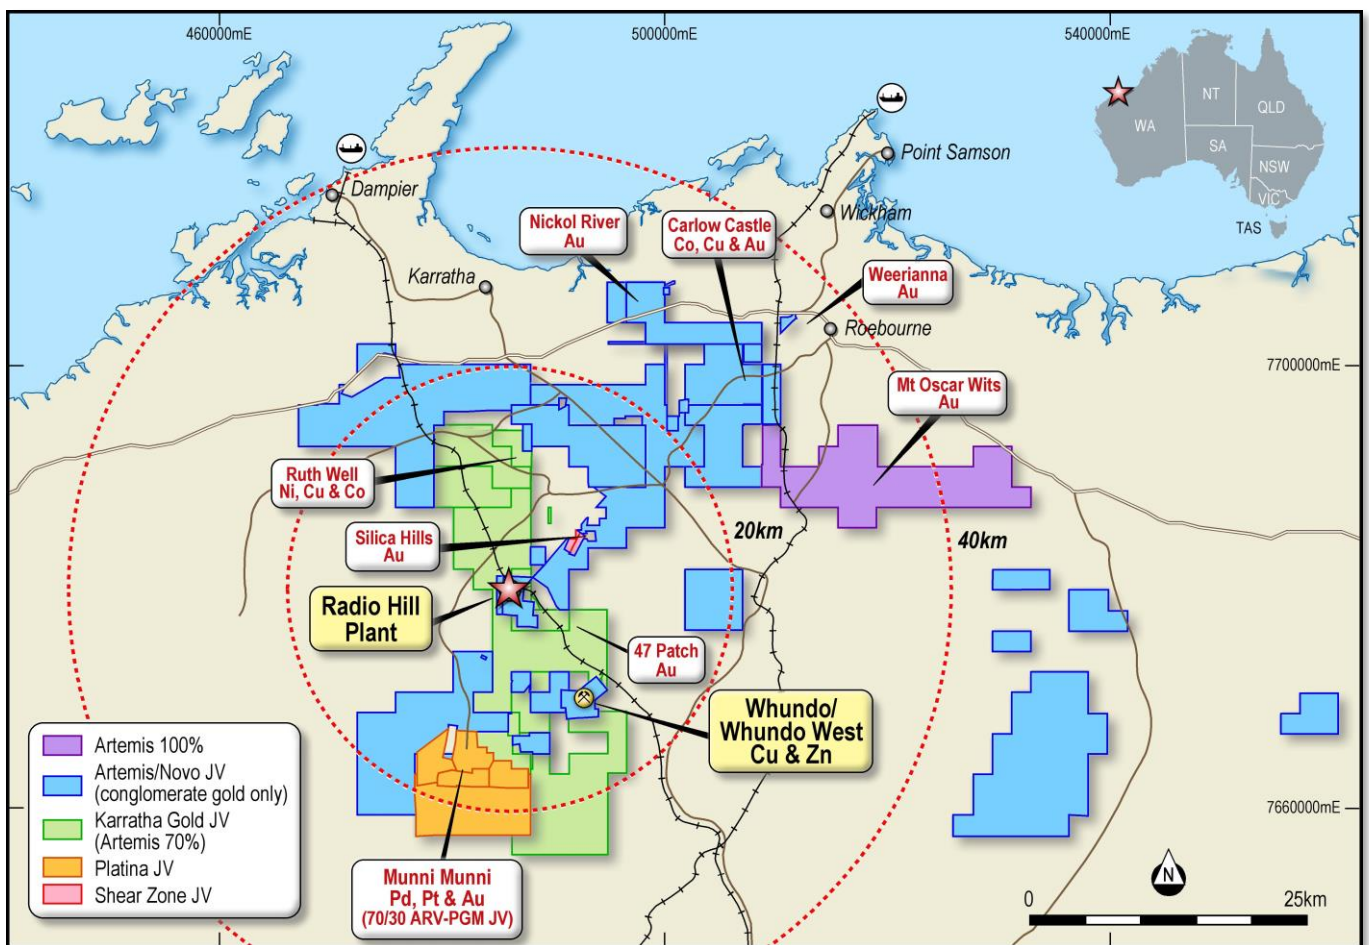 460000mE
500000mE
540000mE
NT
QLD
WA
SA
NSW
VIC
TAS
Point Samson
Dampier
Wickham
Nickol River
Au
Carlow Castle
Co, Cu & Au
Weerianna
Au
Karratha
Roebourne
7700000mE
Mt Oscar Wits
Au
Ruth Well
Ni, Cu & Co
Silica Hills
Au
20km
40km
Radio Hill
Plant
47 Patch
Au
Whundo/
Whundo West
Cu & Zn
Artemis 100%
Artemis/Novo JV
(conglomerate gold only)
Karratha Gold JV
(Artemis 70%)
Platina JV
Shear Zone JV
7660000mE
Munni Munni
Pd, Pt & Au
(70/30 ARV-PGM JV)
N
0
25km